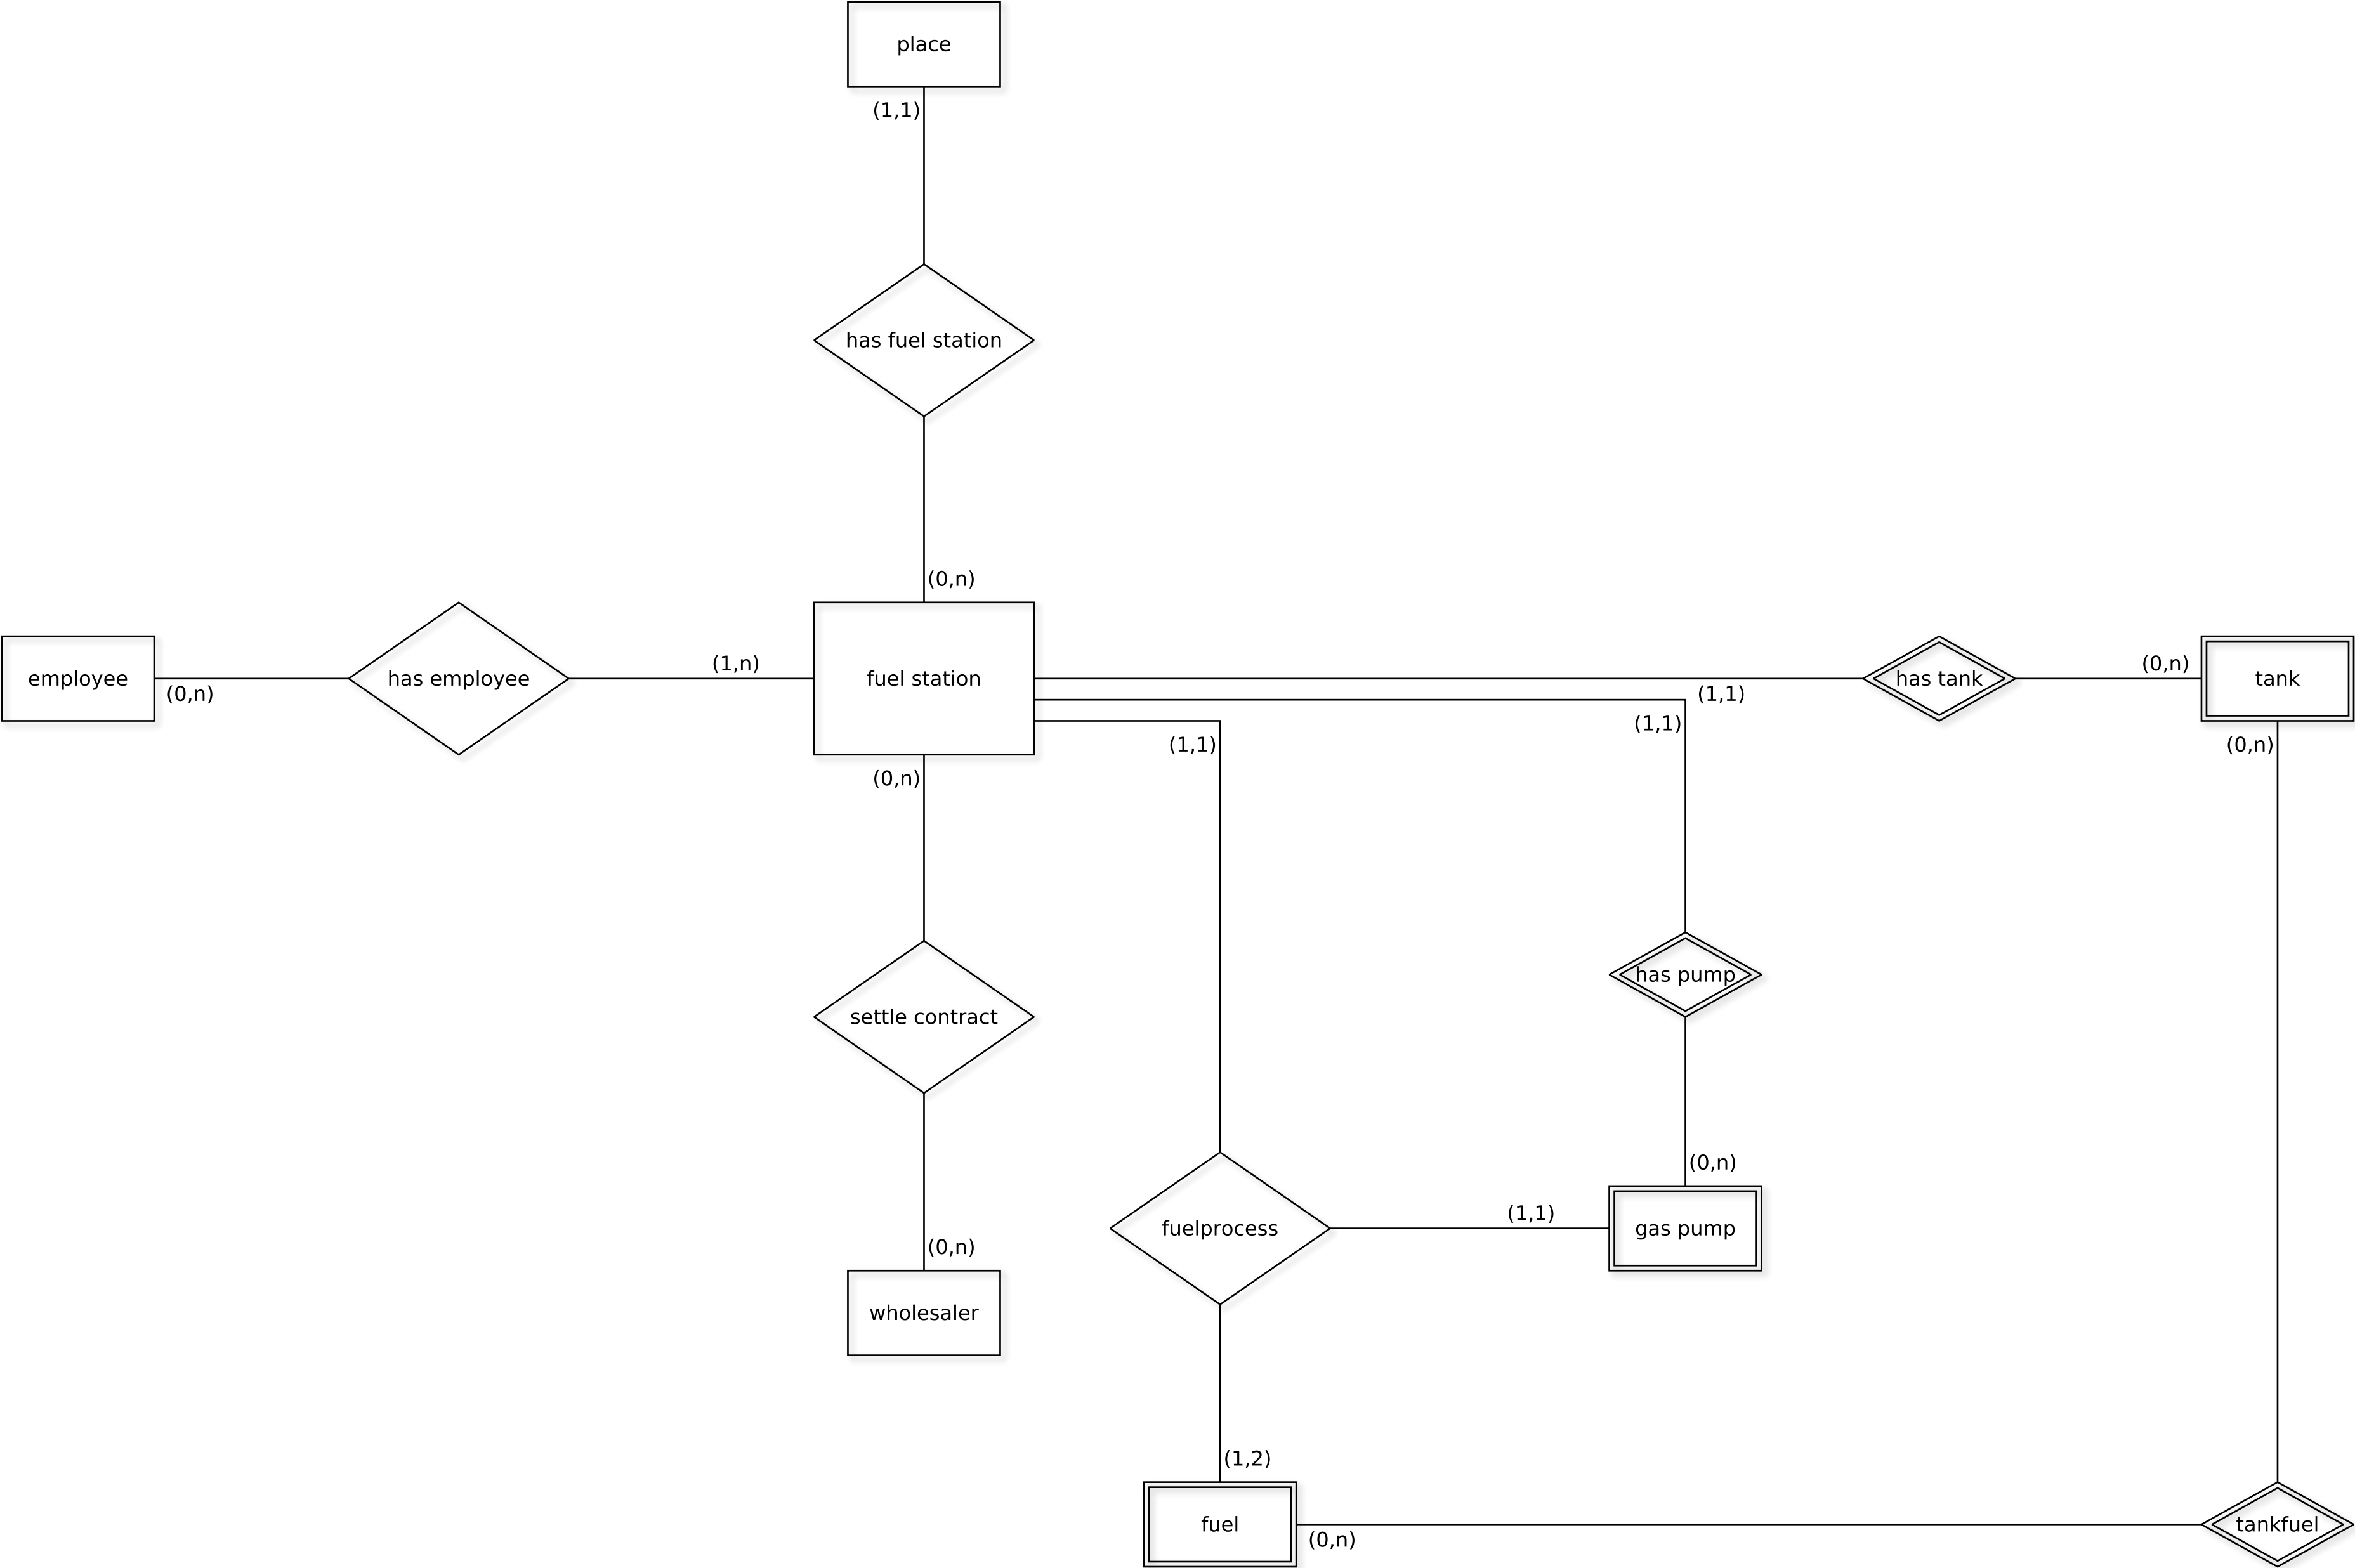 place
(1,1)
has fuel station
(0,n)
employee
(0,n)
has employee
(1,n)
fuel station
(1,1)
has tank
(0,n)
tank
(1,1)
(1,1)
(0,n)
(0,n)
settle contract
has pump
(0,n)
wholesaler
fuelprocess
(1,1)
(0,n)
gas pump
(1,2)
fuel
(0,n)
tankfuel